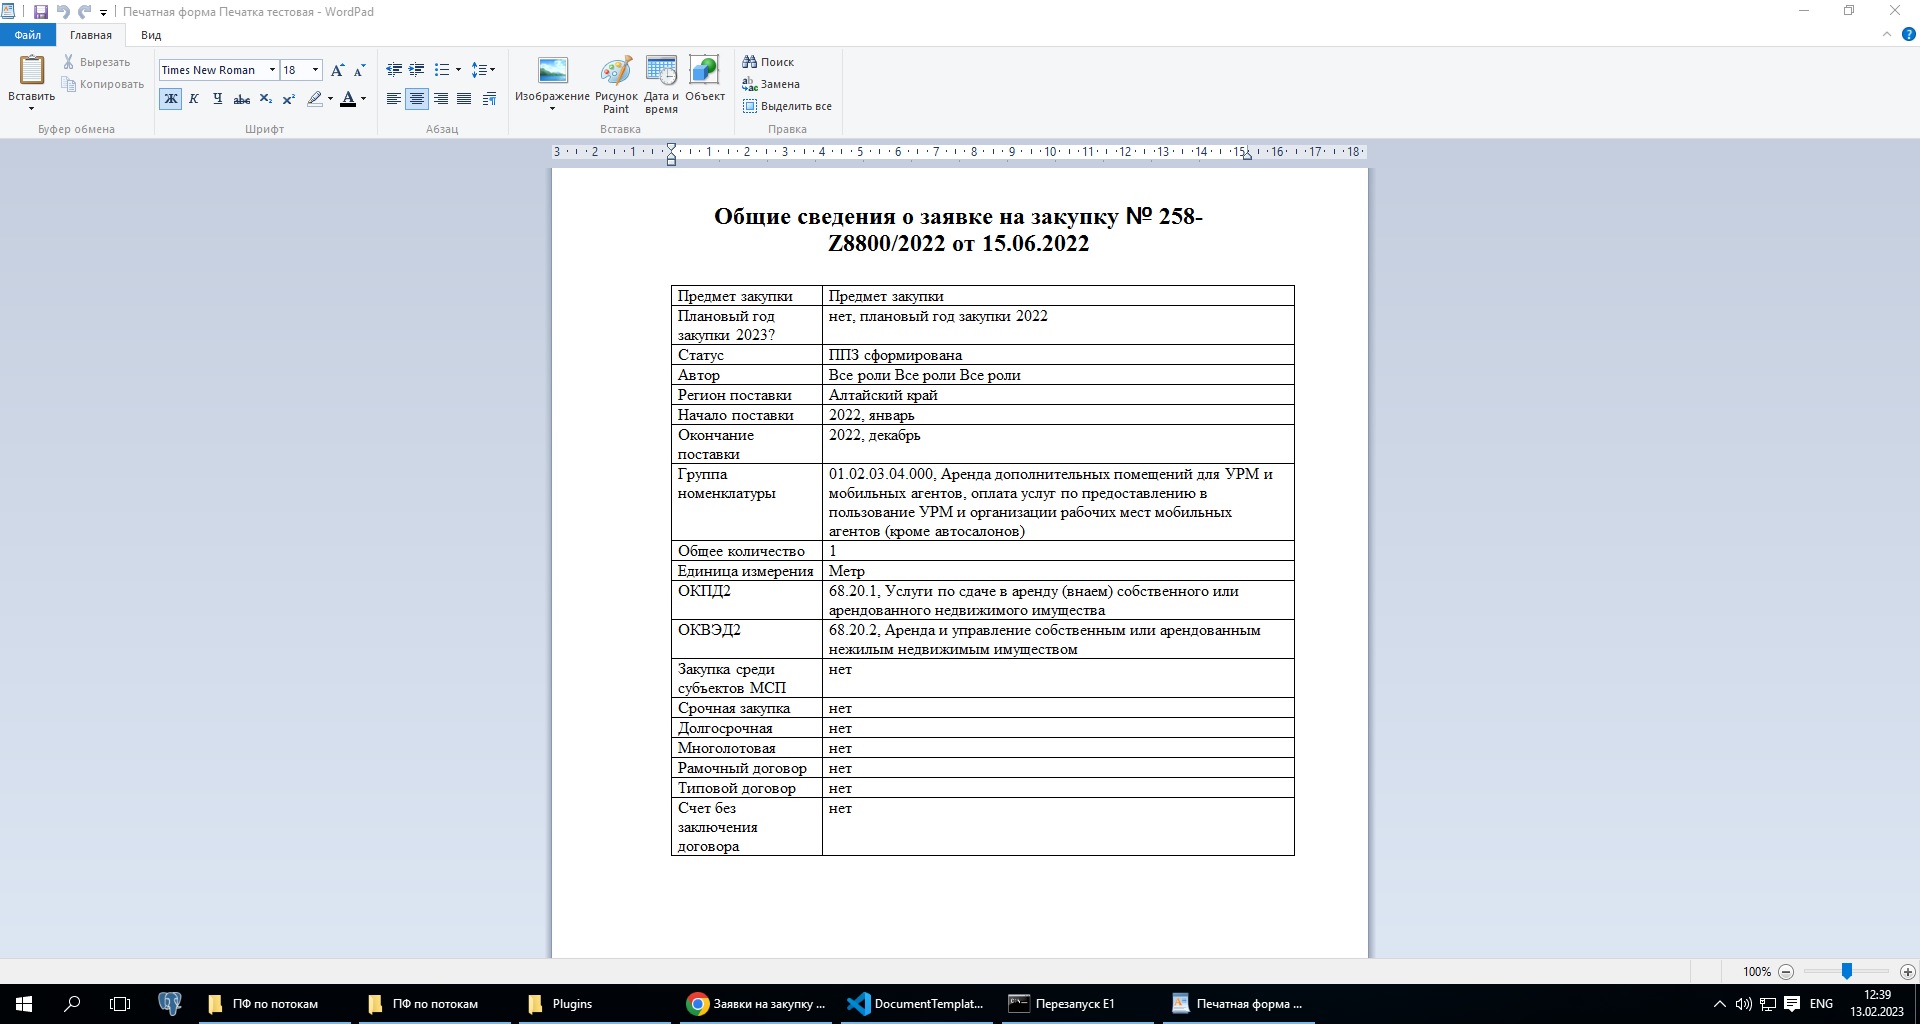 Печатная форма Печатка тестовая - WordPad
Файл Главная Вид
Вставить
Вырезать
Копировать
Буфер обмена
Times New Roman 18
Ж К Ч abc X₂ X²
Шрифт
Абзац
Изображение
Рисунок Paint
Дата и время
Объект
Вставка
Поиск
Замена
Выделить все
Правка
3 2 1 1 2 3 4 5 6 7 8 9 10 11 12 13 14 15 16 17 18
Общие сведения о заявке на закупку № 258-
Z8800/2022 от 15.06.2022
Предмет закупки Предмет закупки
Плановый год нет, плановый год закупки 2022
закупки 2023?
Статус ППЗ сформирована
Автор Все роли Все роли Все роли
Регион поставки Алтайский край
Начало поставки 2022, январь
Окончание 2022, декабрь
поставки
Группа 01.02.03.04.000, Аренда дополнительных помещений для УРМ и
номенклатуры мобильных агентов, оплата услуг по предоставлению в
пользование УРМ и организации рабочих мест мобильных
агентов (кроме автосалонов)
Общее количество 1
Единица измерения Метр
ОКПД2 68.20.1, Услуги по сдаче в аренду (внаем) собственного или
арендованного недвижимого имущества
ОКВЭД2 68.20.2, Аренда и управление собственным или арендованным
нежилым недвижимым имуществом
Закупка среди нет
субъектов МСП
Срочная закупка нет
Долгосрочная нет
Многолотовая нет
Рамочный договор нет
Типовой договор нет
Счет без нет
заключения
договора
100%
ПФ по потокам ПФ по потокам Plugins Заявки на закупку ... DocumentTemplat... Перезапуск E1 Печатная форма ... ENG 12:39
13.02.2023